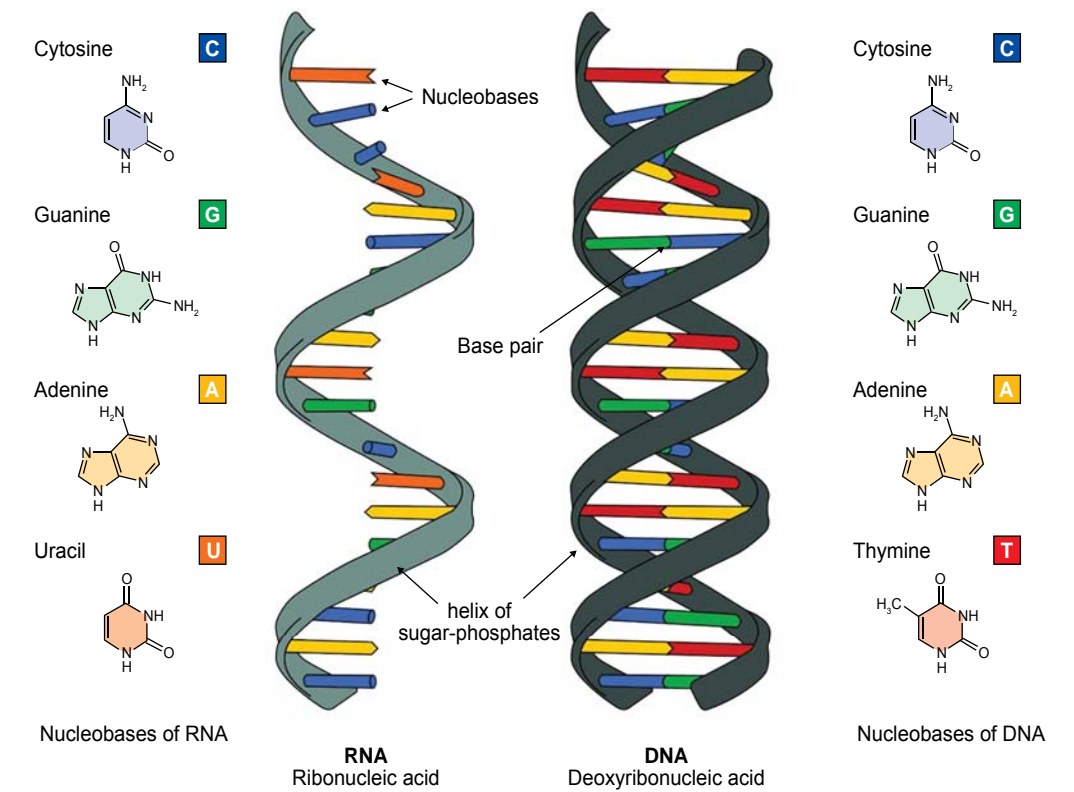 Cytosine C
NH2
N
N
H
O
Guanine G
O
N
NH
N
H
N
NH2
Adenine A
H2N
N
N
N
H
N
Uracil U
O
NH
N
H
O
Nucleobases of RNA
Nucleobases
Base pair
helix of
sugar-phosphates
RNA
Ribonucleic acid
DNA
Deoxyribonucleic acid
Cytosine C
NH2
N
N
H
O
Guanine G
O
N
NH
N
H
N
NH2
Adenine A
H2N
N
N
N
H
N
Thymine T
O
H3C
NH
N
H
O
Nucleobases of DNA